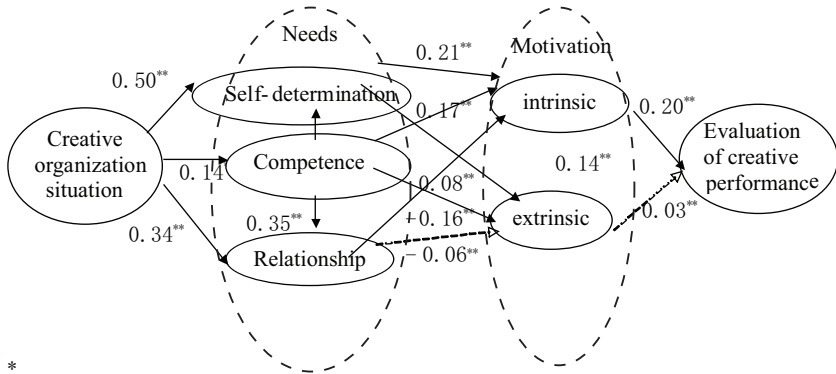 Needs
Motivation
0.50**
0.21**
Self-determination
intrinsic
0.17**
0.20**
Creative
organization
situation
0.14
Competence
0.08**
0.14**
Evaluation
of creative
performance
0.34**
0.35**
+0.16**
extrinsic
0.03**
Relationship
−0.06**
*